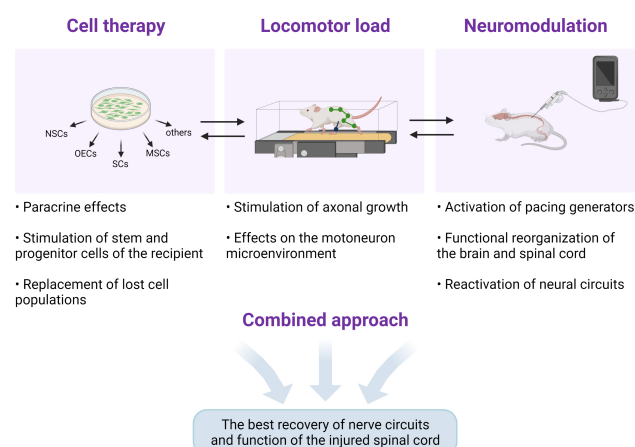 Cell therapy
Locomotor load
Neuromodulation
NSCs
OECs
SCs
MSCs
others
• Paracrine effects
• Stimulation of stem and
progenitor cells of the recipient
• Replacement of lost cell
populations
• Stimulation of axonal growth
• Effects on the motoneuron
microenvironment
• Activation of pacing generators
• Functional reorganization of
the brain and spinal cord
• Reactivation of neural circuits
Combined approach
The best recovery of nerve circuits
and function of the injured spinal cord